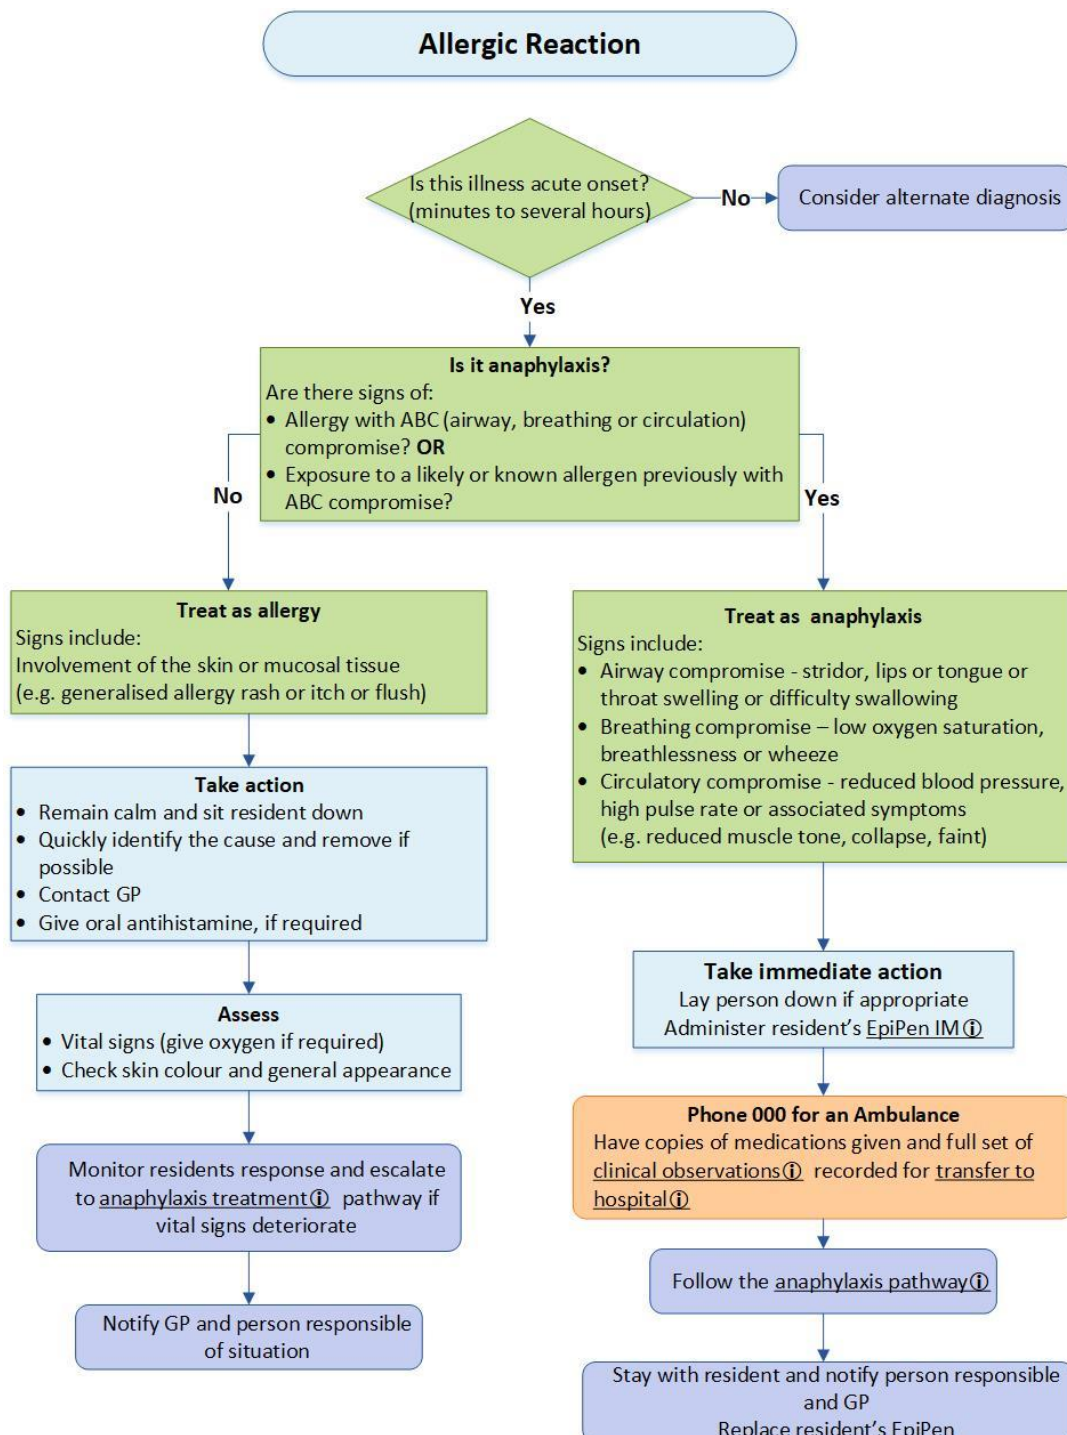 Allergic Reaction
Is this illness acute onset?
(minutes to several hours)
No
Consider alternate diagnosis
Yes
Is it anaphylaxis?
Are there signs of:
• Allergy with ABC (airway, breathing or circulation)
compromise? OR
• Exposure to a likely or known allergen previously with
ABC compromise?
No
Yes
Treat as allergy
Signs include:
Involvement of the skin or mucosal tissue
(e.g. generalised allergy rash or itch or flush)
Take action
• Remain calm and sit resident down
• Quickly identify the cause and remove if
possible
• Contact GP
• Give oral antihistamine, if required
Assess
• Vital signs (give oxygen if required)
• Check skin colour and general appearance
Monitor residents response and escalate
to anaphylaxis treatmentⓘ pathway if
vital signs deteriorate
Notify GP and person responsible
of situation
Treat as anaphylaxis
Signs include:
• Airway compromise - stridor, lips or tongue or
throat swelling or difficulty swallowing
• Breathing compromise – low oxygen saturation,
breathlessness or wheeze
• Circulatory compromise - reduced blood pressure,
high pulse rate or associated symptoms
(e.g. reduced muscle tone, collapse, faint)
Take immediate action
Lay person down if appropriate
Administer resident's EpiPen IMⓘ
Phone 000 for an Ambulance
Have copies of medications given and full set of
clinical observationsⓘ recorded for transfer to
hospitalⓘ
Follow the anaphylaxis pathwayⓘ
Stay with resident and notify person responsible
and GP
Replace resident's EpiPen